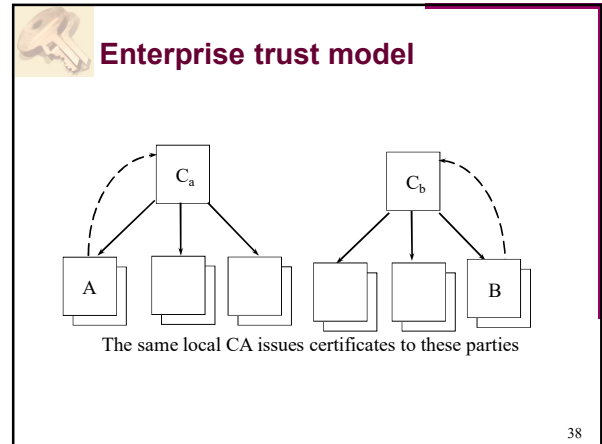 Enterprise trust model
Ca
Cb
A
B
The same local CA issues certificates to these parties
38